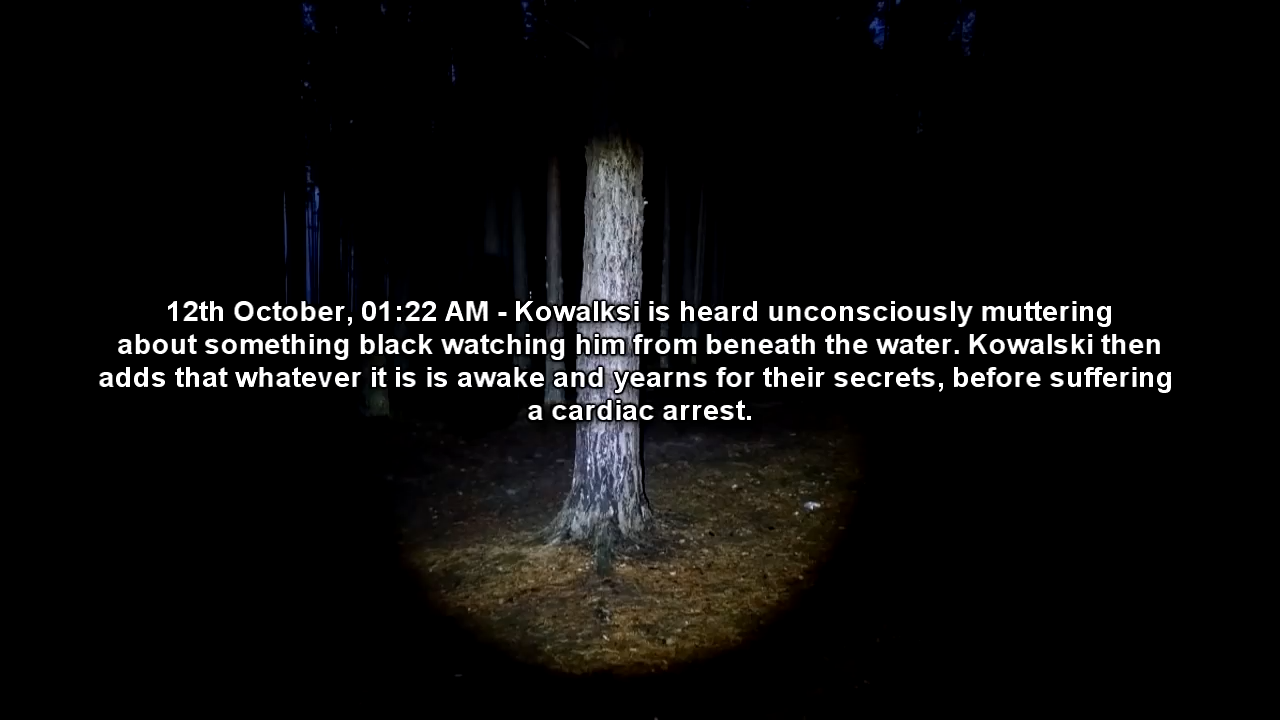 12th October, 01:22 AM - Kowalksi is heard unconsciously muttering
about something black watching him from beneath the water. Kowalski then
adds that whatever it is is awake and yearns for their secrets, before suffering
a cardiac arrest.